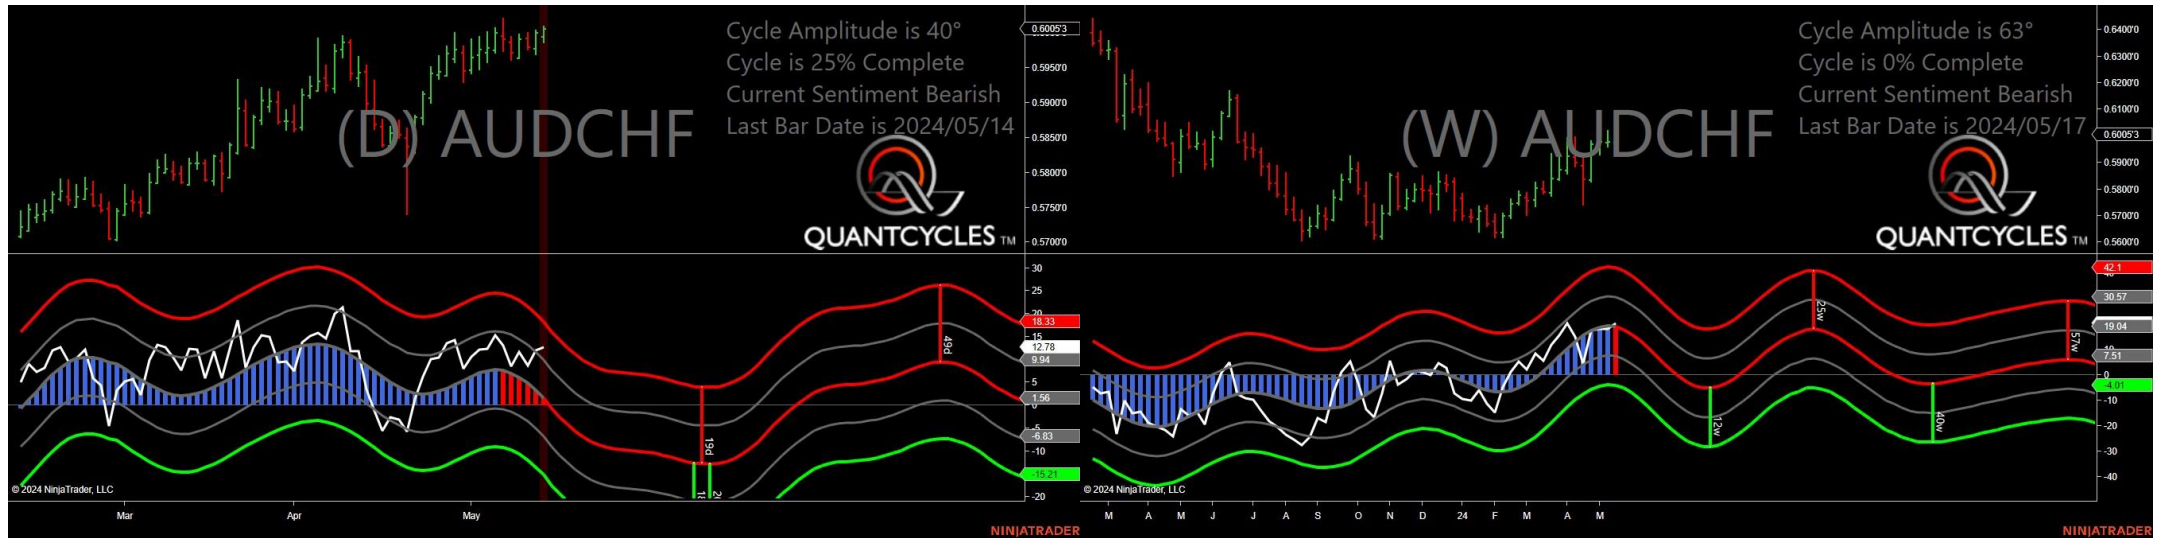 Cycle Amplitude is 40°
Cycle is 25% Complete
Current Sentiment Bearish
Last Bar Date is 2024/05/14
(D) AUDCHF
QUANTCYCLES TM
0.6005'3
0.5950'0
0.5900'0
0.5850'0
0.5800'0
0.5750'0
0.5700'0
30
25
20
18.33
15
12.78
9.94
5
1.56
0
-5
-6.83
-10
-15.21
-20
19d
49d
© 2024 NinjaTrader, LLC
Mar Apr May
NINJATRADER
Cycle Amplitude is 63°
Cycle is 0% Complete
Current Sentiment Bearish
Last Bar Date is 2024/05/17
(W) AUDCHF
QUANTCYCLES TM
0.6400'0
0.6300'0
0.6200'0
0.6100'0
0.6005'3
0.5900'0
0.5800'0
0.5700'0
0.5600'0
42.1
30.57
19.04
10
7.51
0
-4.01
-10
-20
-30
-40
12w
25w
40w
57w
© 2024 NinjaTrader, LLC
M A M J J A S O N D 24 F M A M
NINJATRADER